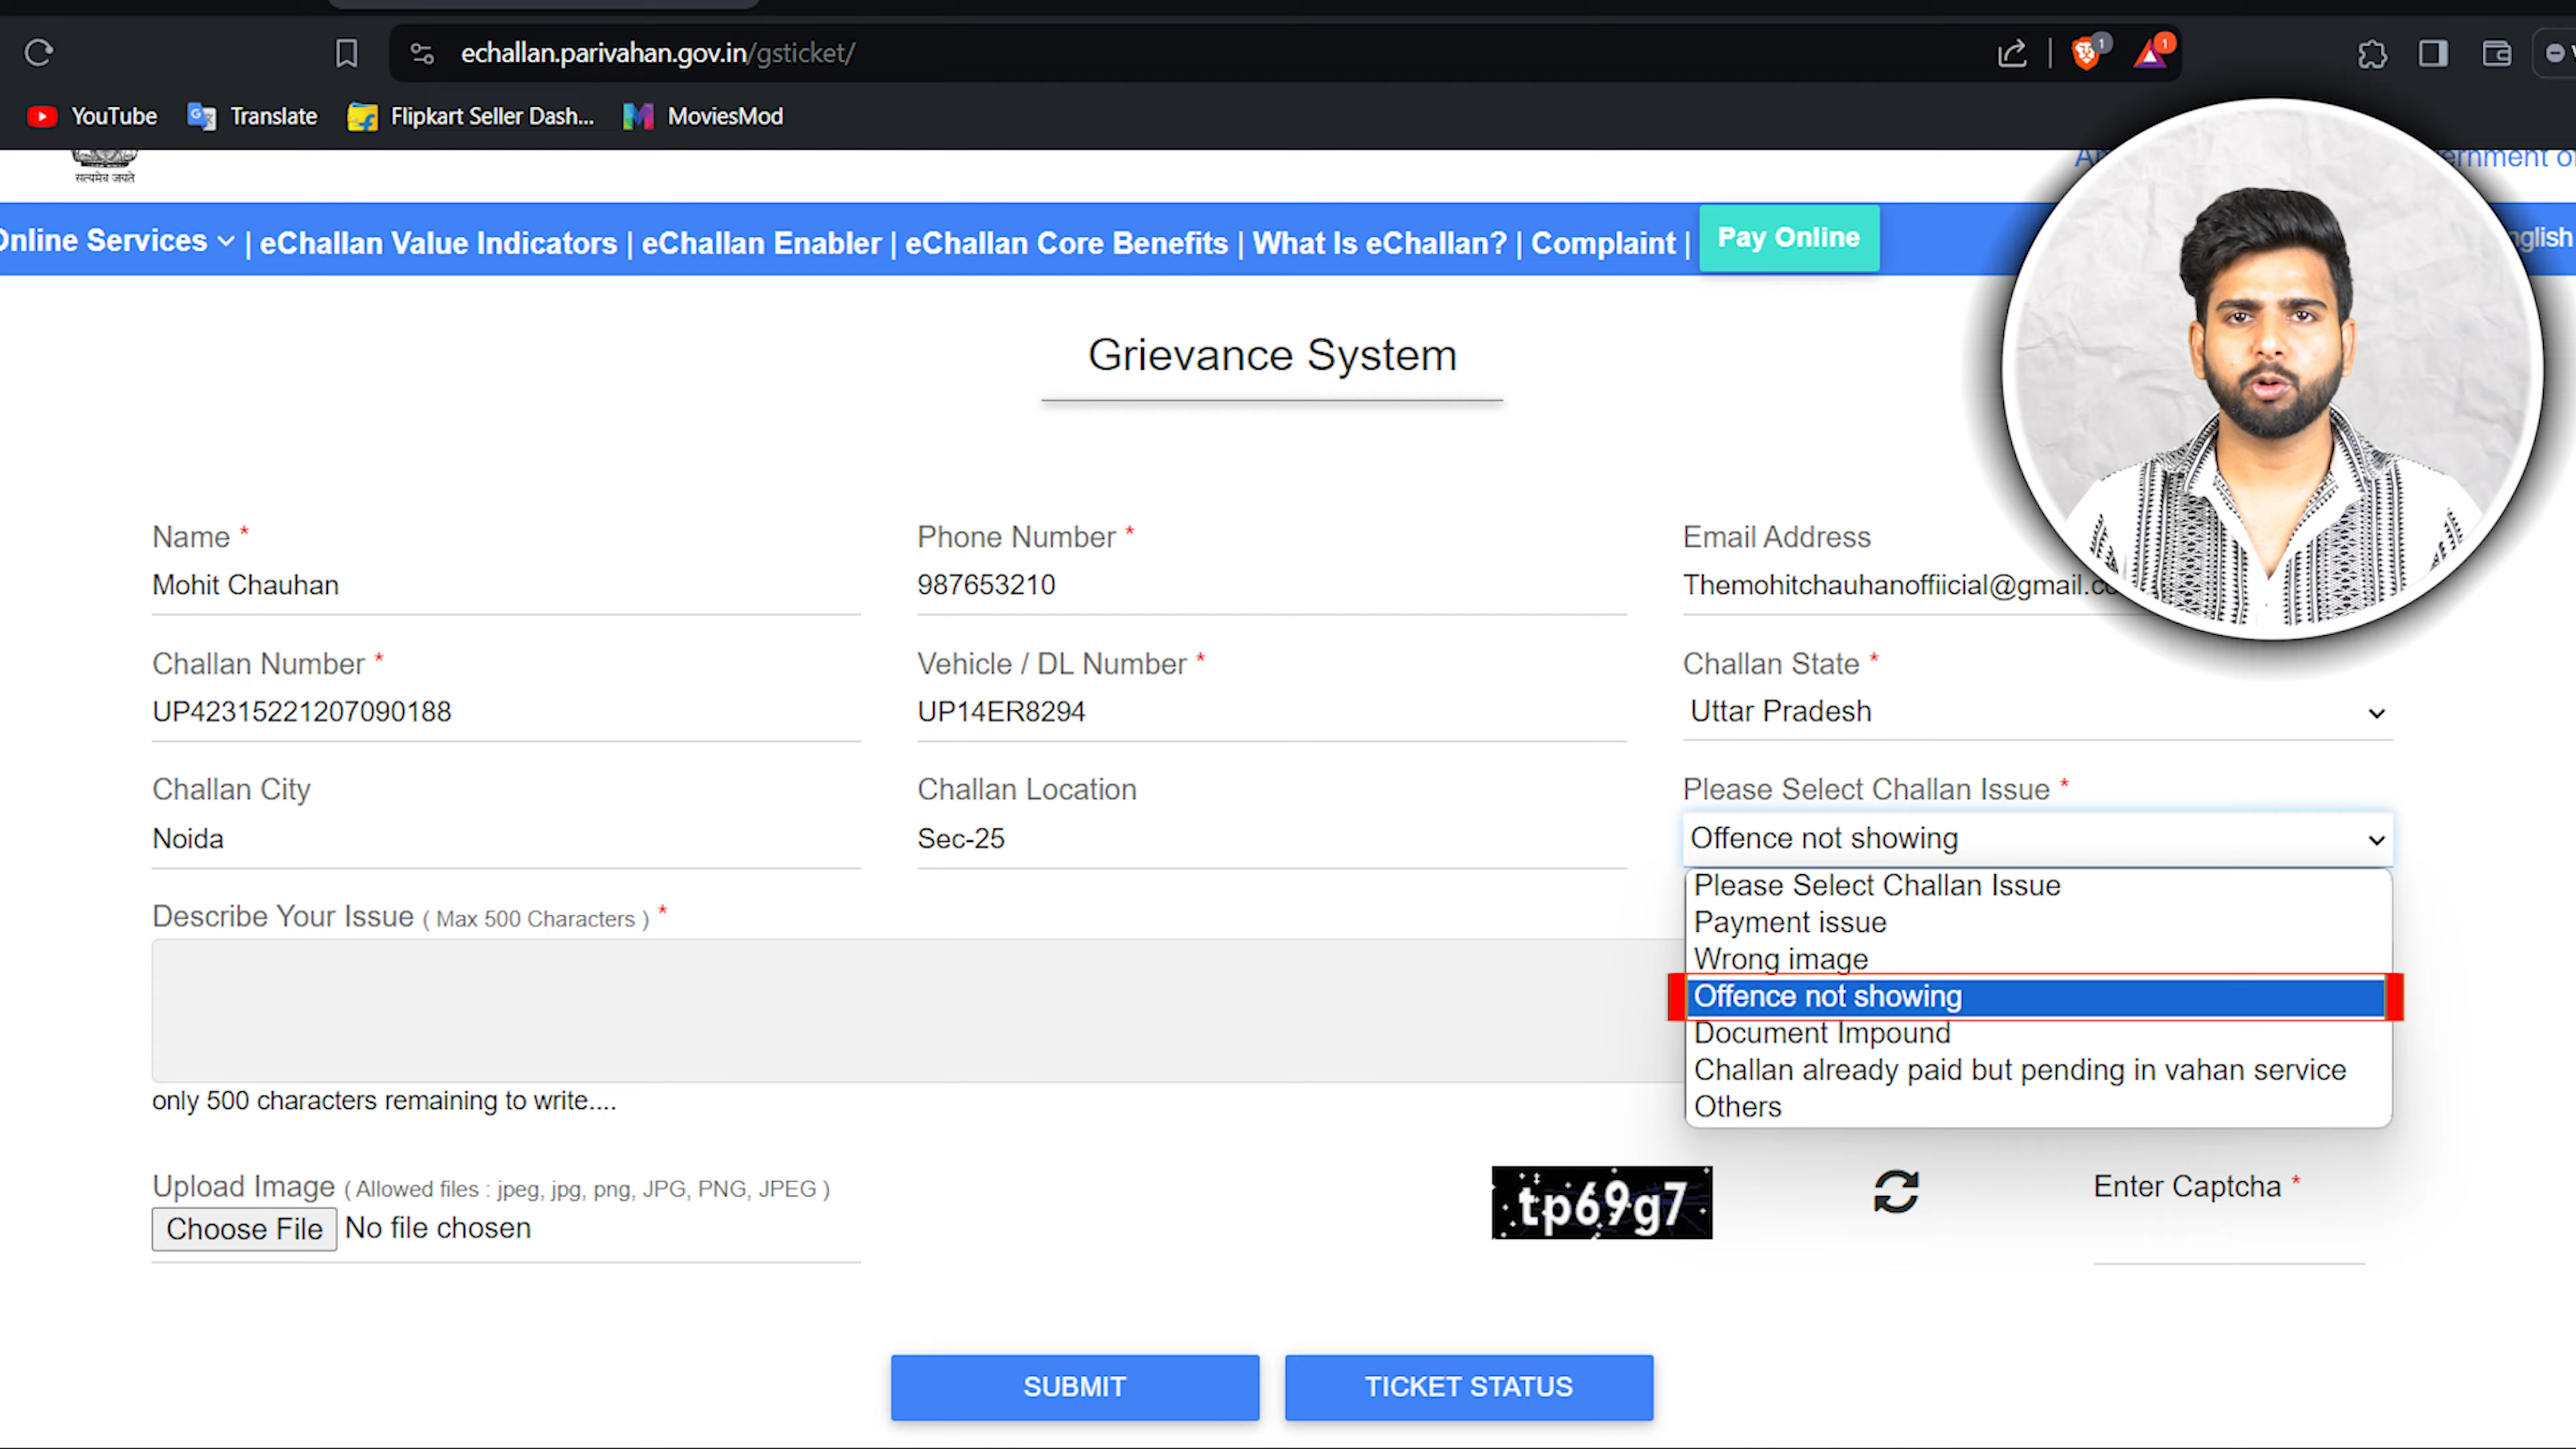 echallan.parivahan.gov.in/gsticket/
1
1
YouTube
Translate
Flipkart Seller Dash...
MoviesMod
सत्यमेव जयते
Online Services | eChallan Value Indicators | eChallan Enabler | eChallan Core Benefits | What Is eChallan? | Complaint | Pay Online
Grievance System
Name *
Phone Number *
Email Address
Mohit Chauhan
987653210
Themohitchauhanoffiicial@gmail.co
Challan Number *
Vehicle / DL Number *
Challan State *
UP42315221207090188
UP14ER8294
Uttar Pradesh
Challan City
Challan Location
Please Select Challan Issue *
Noida
Sec-25
Offence not showing
Please Select Challan Issue
Payment issue
Wrong image
Offence not showing
Document Impound
Challan already paid but pending in vahan service
Others
Describe Your Issue ( Max 500 Characters ) *
only 500 characters remaining to write....
Upload Image ( Allowed files : jpeg, jpg, png, JPG, PNG, JPEG )
Choose File No file chosen
tp69g7
Enter Captcha *
SUBMIT
TICKET STATUS